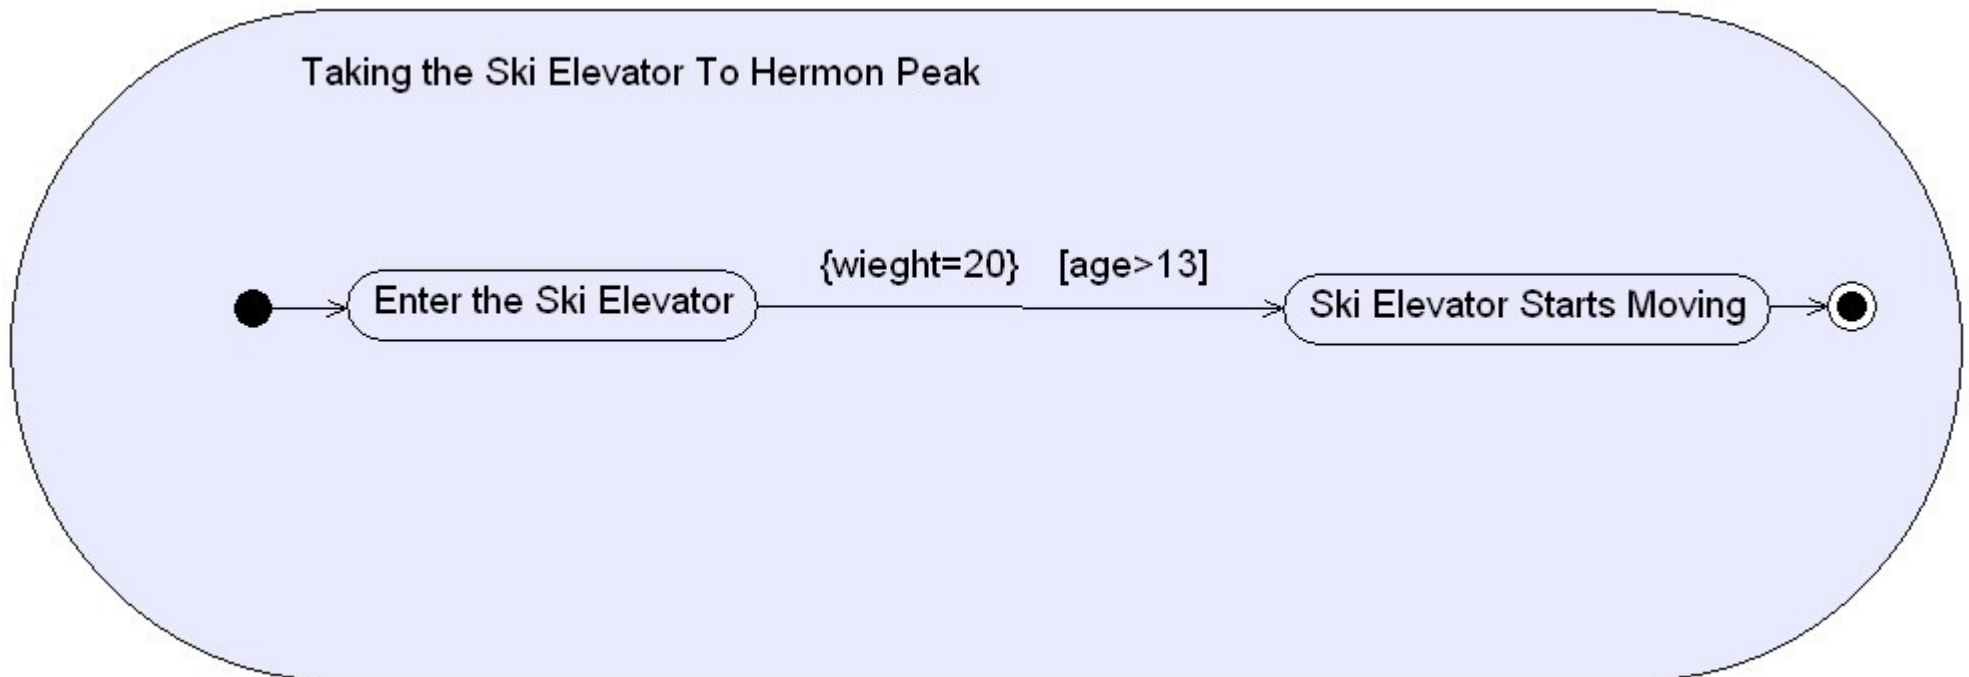 Taking the Ski Elevator To Hermon Peak
{wieght=20} [age>13]
Enter the Ski Elevator
Ski Elevator Starts Moving